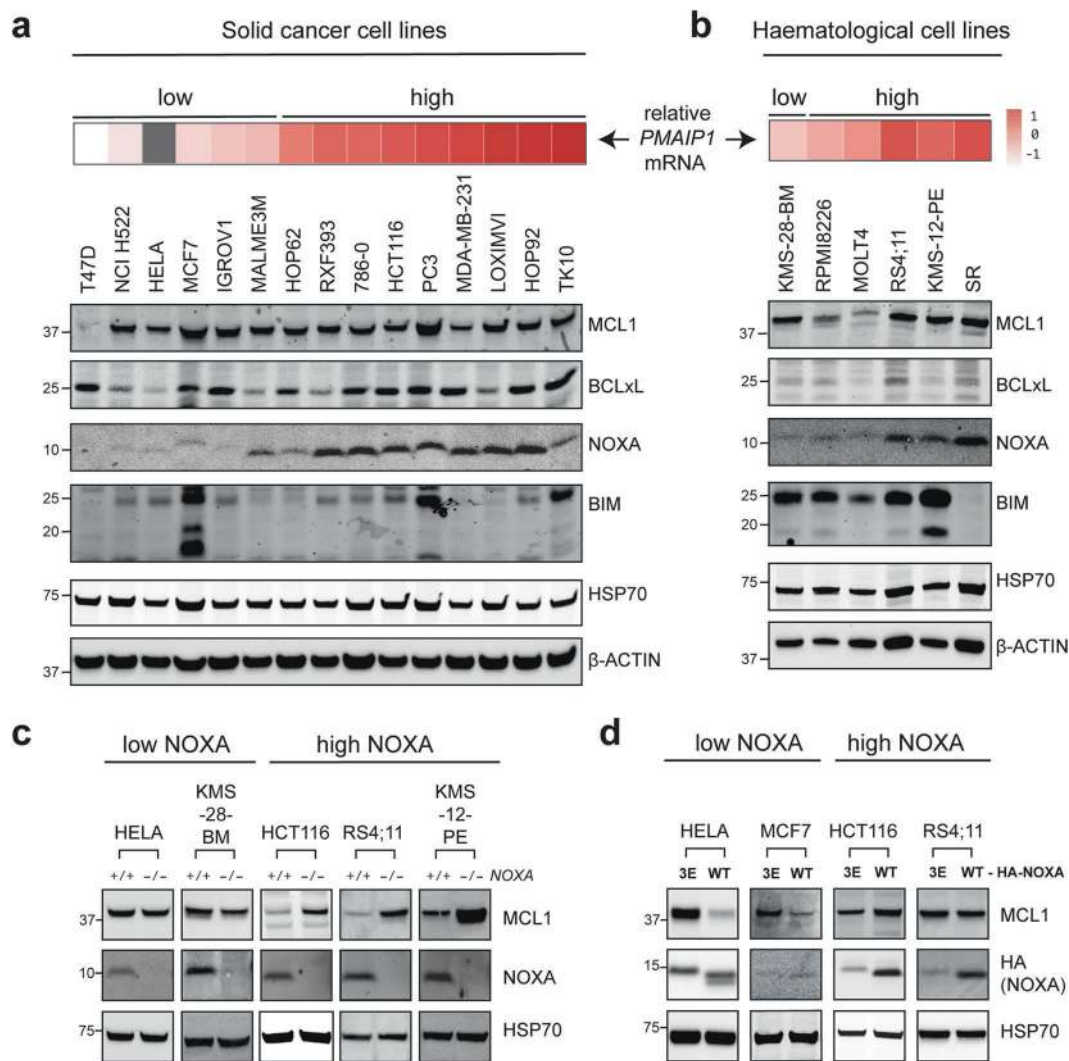 a
Solid cancer cell lines
low
high
relative
PMAIP1
mRNA
T47D
NCI H522
HELA
MCF7
IGROV1
MALME3M
HOP62
RXF393
786-0
HCT116
PC3
MDA-MB-231
LOXIMVI
HOP92
TK10
37
MCL1
25
BCLxL
10
NOXA
25
20
BIM
75
HSP70
37
β-ACTIN
b
Haematological cell lines
low
high
1
0
-1
KMS-28-BM
RPMI8226
MOLT4
RS4;11
KMS-12-PE
SR
37
MCL1
25
BCLxL
10
NOXA
25
20
BIM
75
HSP70
37
β-ACTIN
c
low NOXA
high NOXA
HELA
KMS
-28-
BM
HCT116
RS4;11
KMS
-12-
PE
+/+ -/- +/+ -/- +/+ -/- +/+ -/- +/+ -/- NOXA
37
MCL1
10
NOXA
75
HSP70
d
low NOXA
high NOXA
HELA
MCF7
HCT116
RS4;11
3E WT 3E WT 3E WT 3E WT - HA-NOXA
37
MCL1
15
HA
(NOXA)
75
HSP70